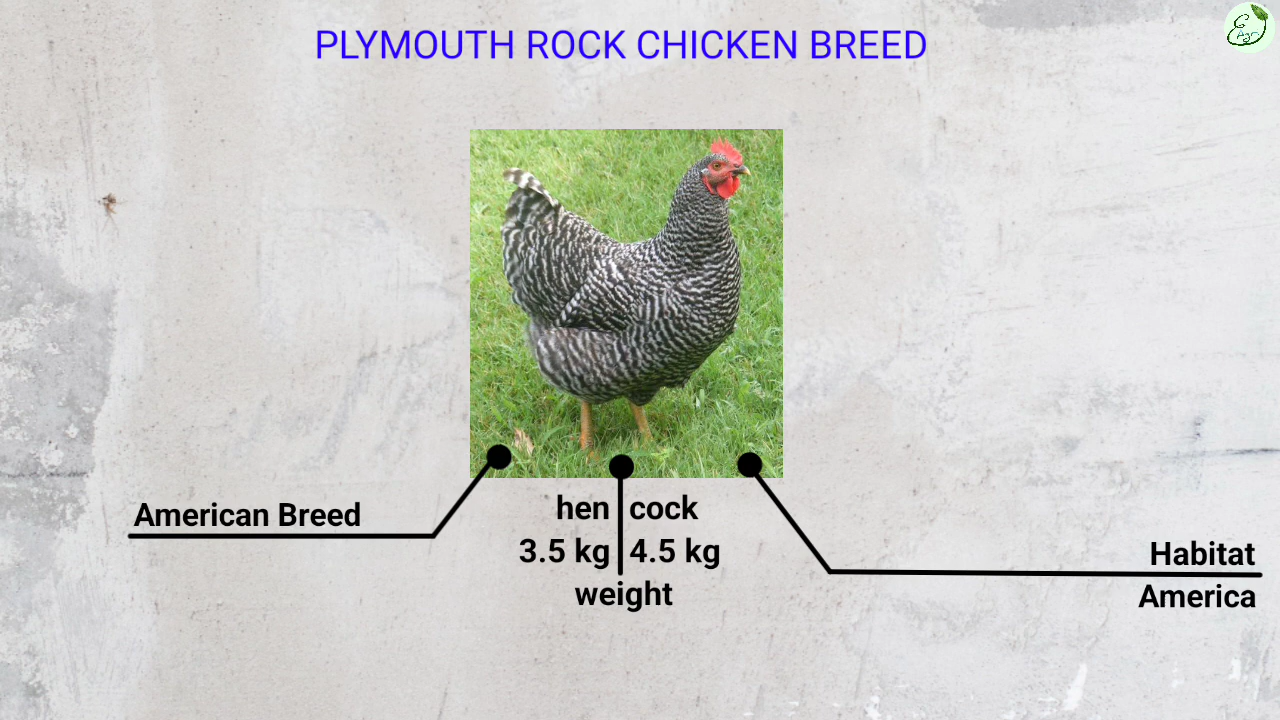 PLYMOUTH ROCK CHICKEN BREED
American Breed
hen cock
3.5 kg 4.5 kg
weight
Habitat
America